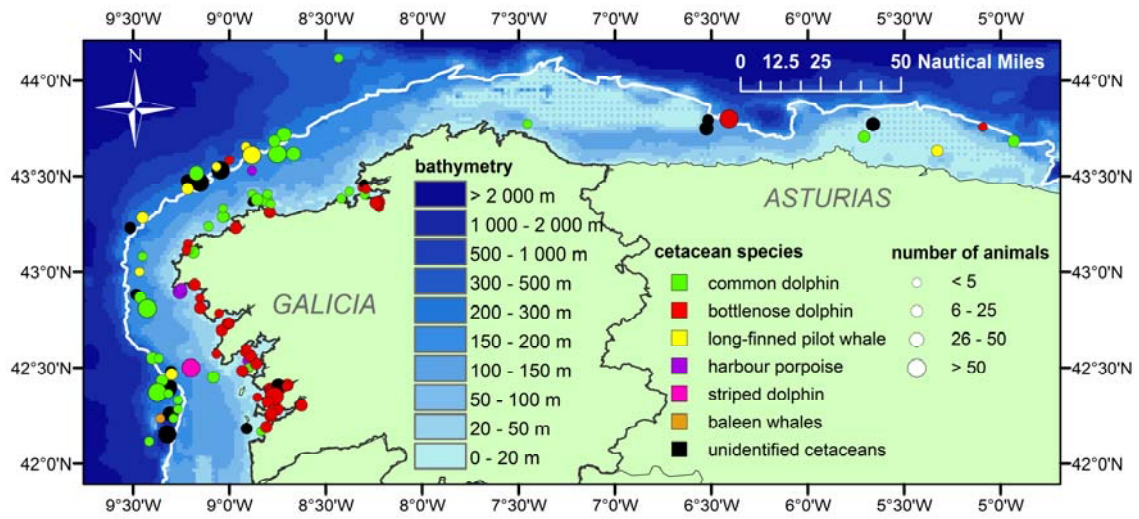 9°30'W 9°0'W 8°30'W 8°0'W 7°30'W 7°0'W 6°30'W 6°0'W 5°30'W 5°0'W
N
44°0'N 44°0'N
0 12.5 25 50 Nautical Miles
43°30'N 43°30'N
bathymetry
> 2 000 m
1 000 - 2 000 m
500 - 1 000 m
300 - 500 m
200 - 300 m
150 - 200 m
100 - 150 m
50 - 100 m
20 - 50 m
0 - 20 m
ASTURIAS
GALICIA
cetacean species
common dolphin
bottlenose dolphin
long-finned pilot whale
harbour porpoise
striped dolphin
baleen whales
unidentified cetaceans
number of animals
< 5
6 - 25
26 - 50
> 50
43°0'N 43°0'N
42°30'N 42°30'N
42°0'N 42°0'N
9°30'W 9°0'W 8°30'W 8°0'W 7°30'W 7°0'W 6°30'W 6°0'W 5°30'W 5°0'W